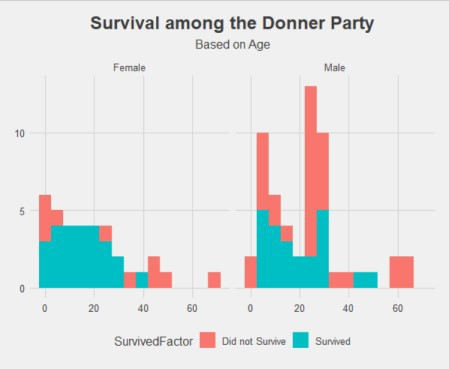 Survival among the Donner Party
Based on Age
Female Male
10
5
0
0 20 40 60 0 20 40 60
SurvivedFactor Did not Survive Survived